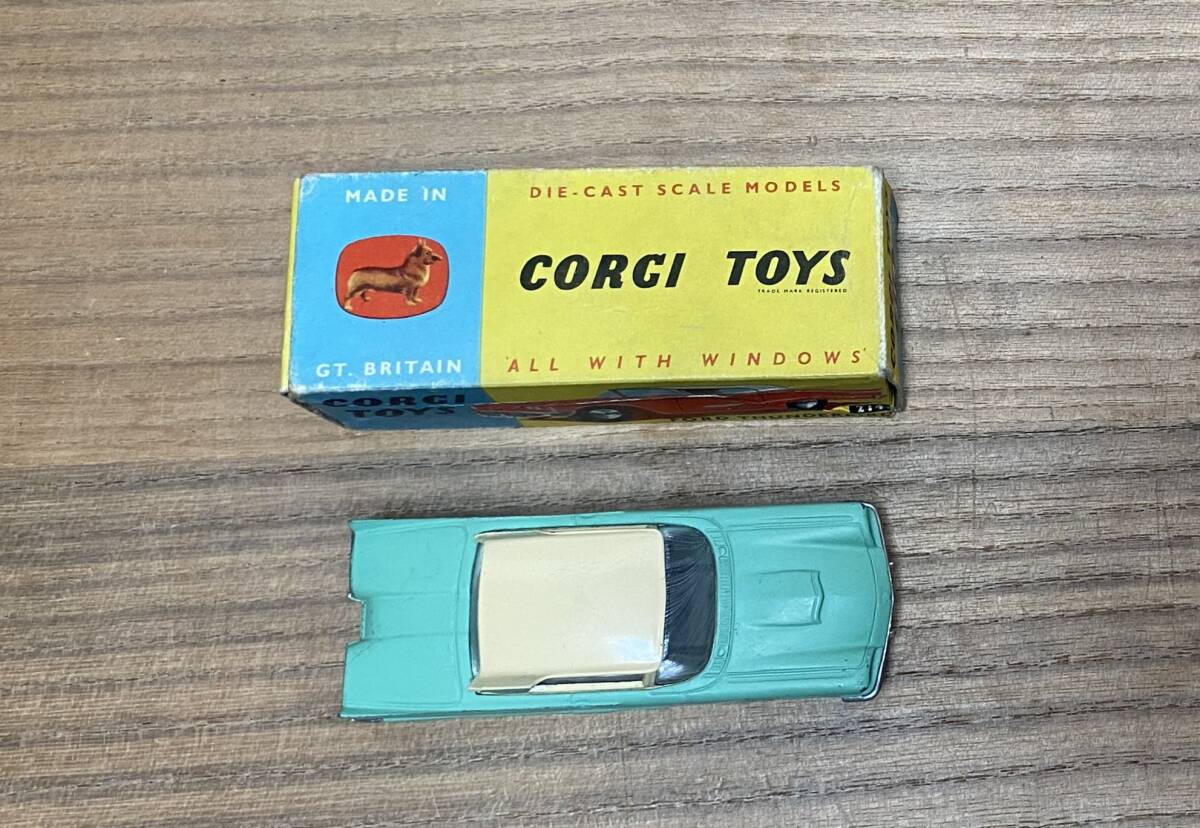 MADE IN
DIE-CAST SCALE MODELS
CORGI TOYS
TRADE MARK REGISTERED
GT. BRITAIN
'ALL WITH WINDOWS'
CORGI
TOYS